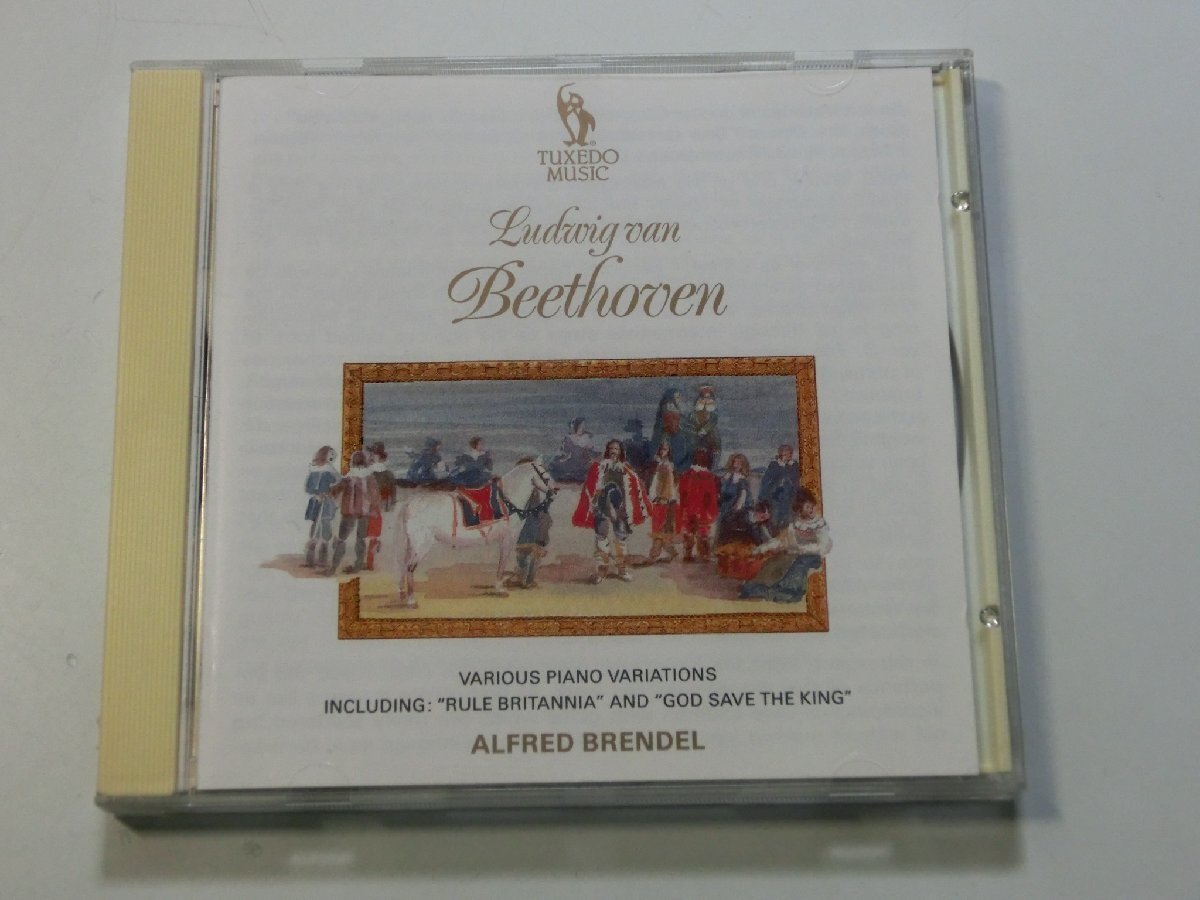 TUXEDO
MUSIC
Ludwig van
Beethoven
VARIOUS PIANO VARIATIONS
INCLUDING: "RULE BRITANNIA" AND "GOD SAVE THE KING"
ALFRED BRENDEL